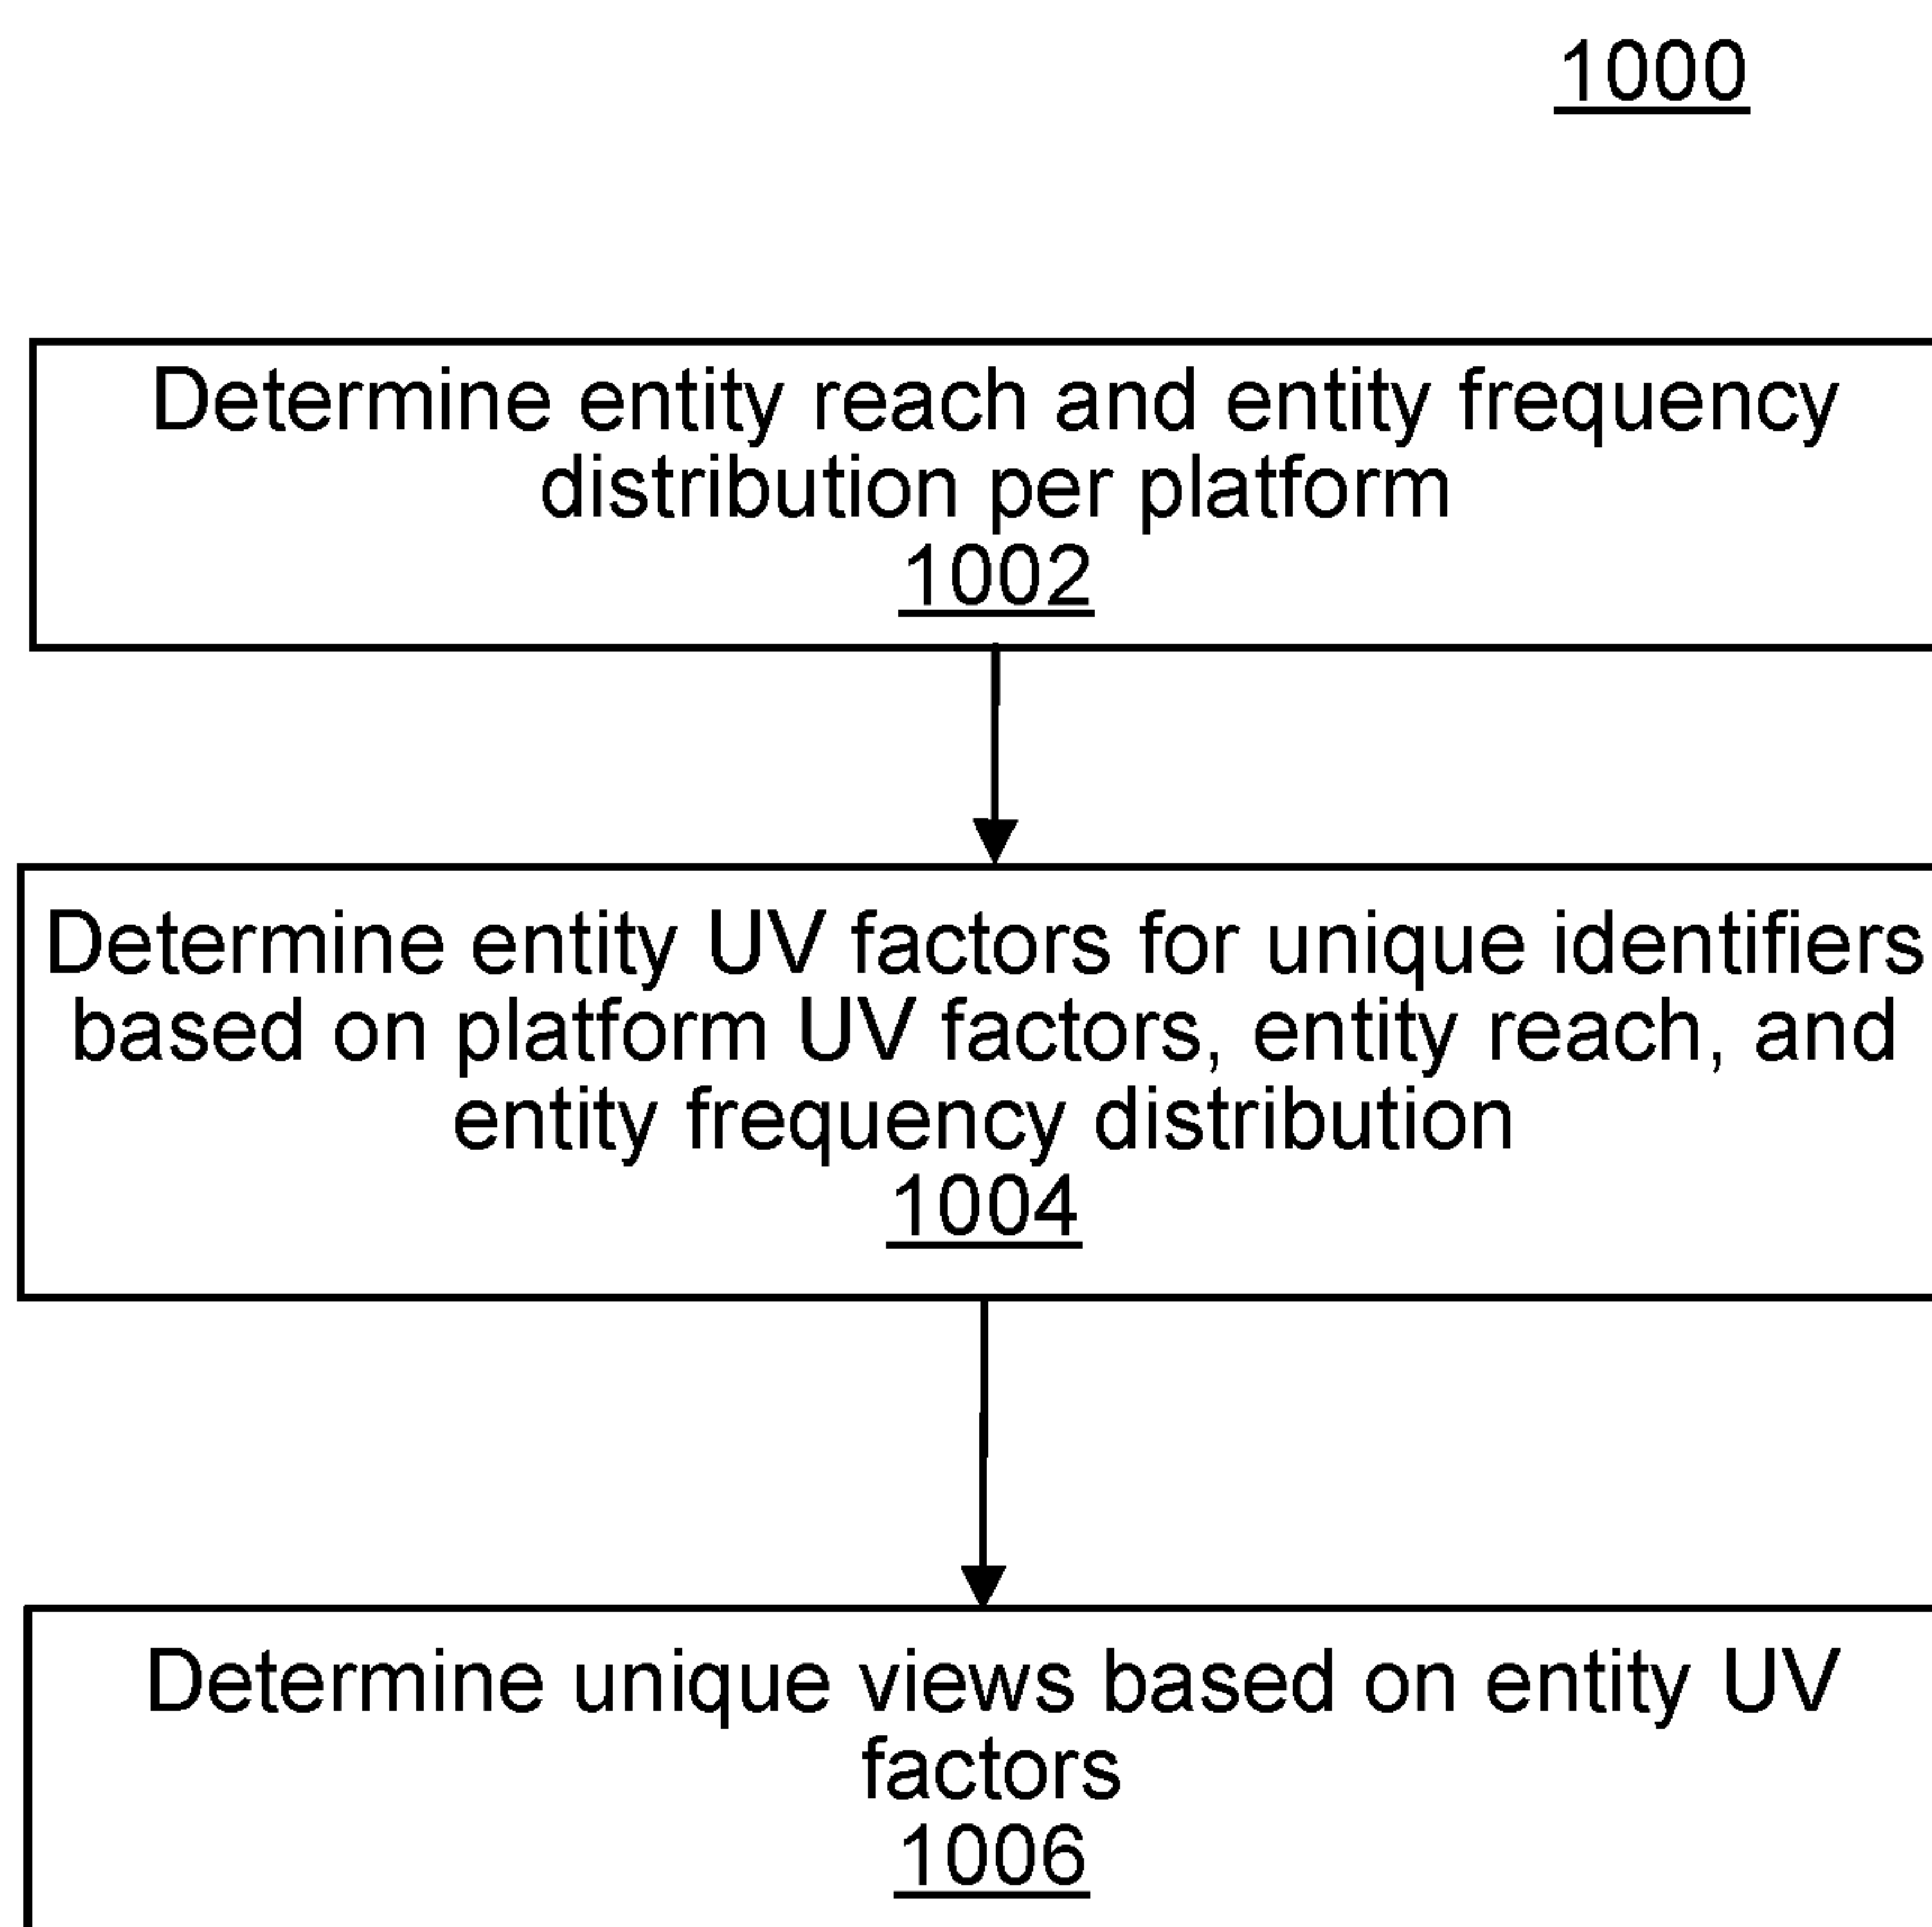 1000
Determine entity reach and entity frequency
distribution per platform
1002
Determine entity UV factors for unique identifiers
based on platform UV factors, entity reach, and
entity frequency distribution
1004
Determine unique views based on entity UV
factors
1006